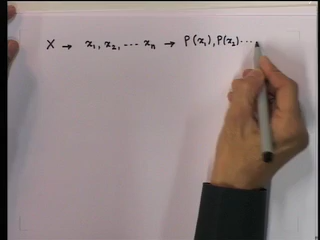 X → x₁, x₂, --- xₙ → P(x₁), P(x₂) ---